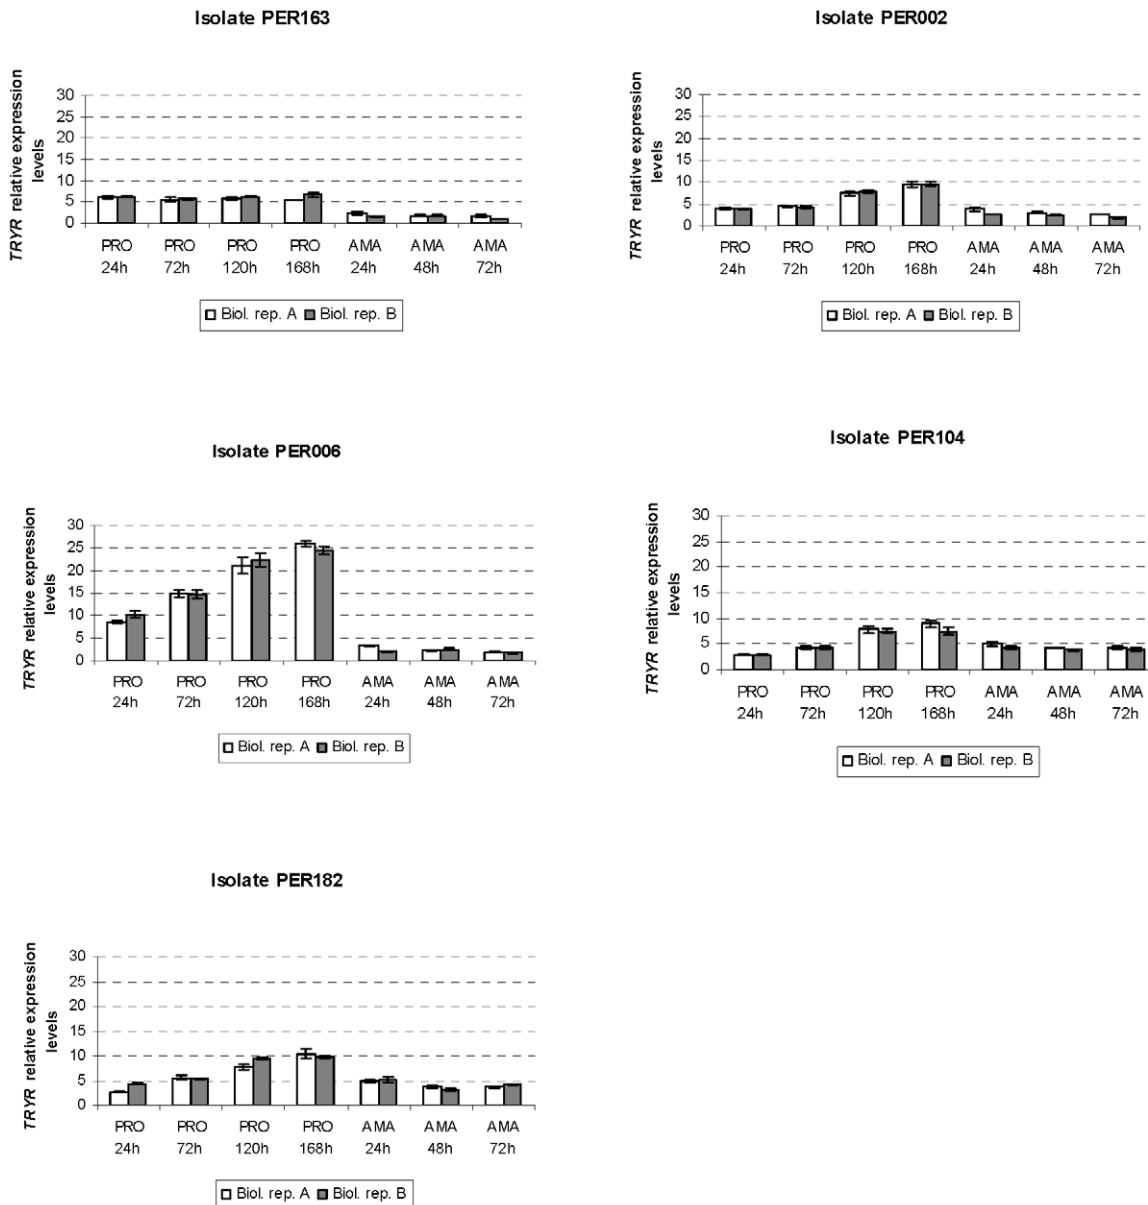 Isolate PER163
TRYR relative expression
levels
30
25
20
15
10
5
0
PRO PRO PRO PRO AMA AMA AMA
24h 72h 120h 168h 24h 48h 72h
Biol. rep. A Biol. rep. B
Isolate PER002
TRYR relative expression
levels
30
25
20
15
10
5
0
PRO PRO PRO PRO AMA AMA AMA
24h 72h 120h 168h 24h 48h 72h
Biol. rep. A Biol. rep. B
Isolate PER006
TRYR relative expression
levels
30
25
20
15
10
5
0
PRO PRO PRO PRO AMA AMA AMA
24h 72h 120h 168h 24h 48h 72h
Biol. rep. A Biol. rep. B
Isolate PER104
TRYR relative expression
levels
30
25
20
15
10
5
0
PRO PRO PRO PRO AMA AMA AMA
24h 72h 120h 168h 24h 48h 72h
Biol. rep. A Biol. rep. B
Isolate PER182
TRYR relative expression
levels
30
25
20
15
10
5
0
PRO PRO PRO PRO AMA AMA AMA
24h 72h 120h 168h 24h 48h 72h
Biol. rep. A Biol. rep. B